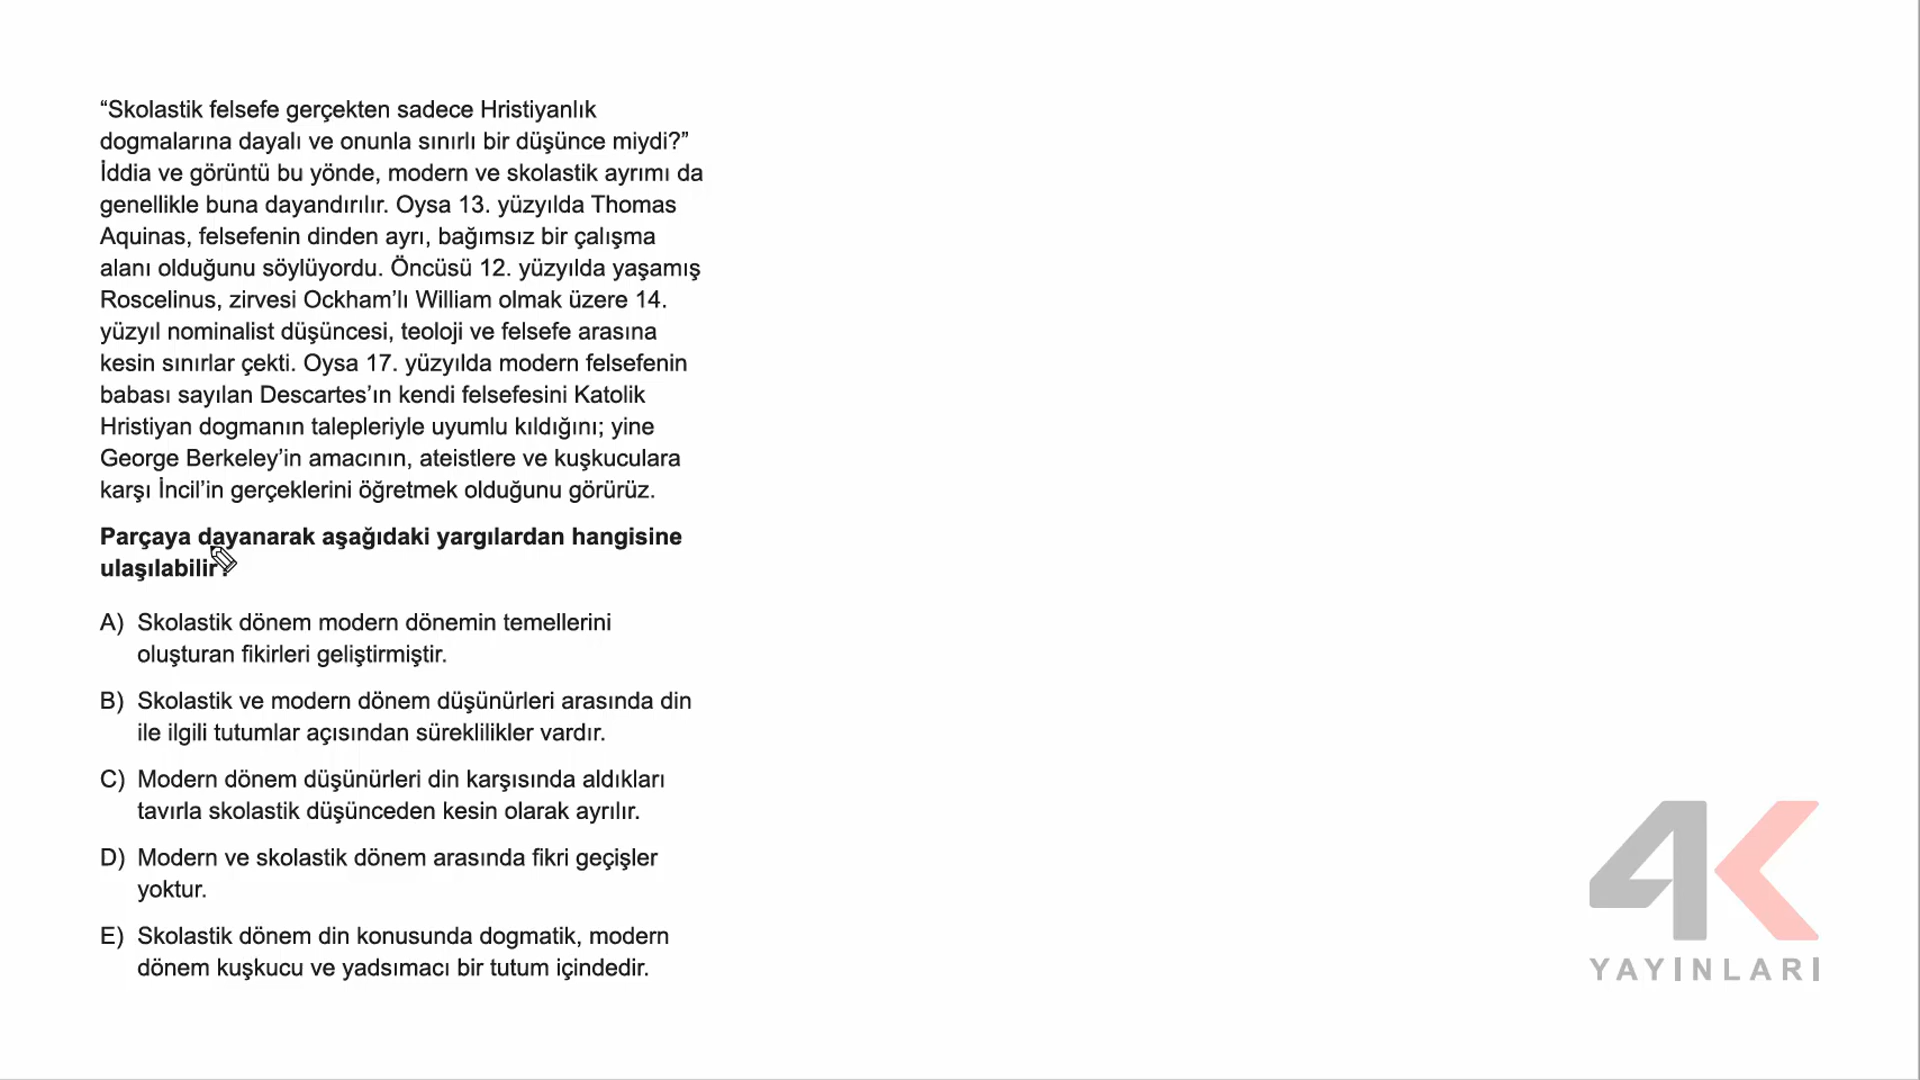 “Skolastik felsefe gerçekten sadece Hristiyanlık
dogmalarına dayalı ve onunla sınırlı bir düşünce miydi?”
İddia ve görüntü bu yönde, modern ve skolastik ayrımı da
genellikle buna dayandırılır. Oysa 13. yüzyılda Thomas
Aquinas, felsefenin dinden ayrı, bağımsız bir çalışma
alanı olduğunu söylüyordu. Öncüsü 12. yüzyılda yaşamış
Roscelinus, zirvesi Ockham’lı William olmak üzere 14.
yüzyıl nominalist düşüncesi, teoloji ve felsefe arasına
kesin sınırlar çekti. Oysa 17. yüzyılda modern felsefenin
babası sayılan Descartes’ın kendi felsefesini Katolik
Hristiyan dogmanın talepleriyle uyumlu kıldığını; yine
George Berkeley’in amacının, ateistlere ve kuşkuculara
karşı İncil’in gerçeklerini öğretmek olduğunu görürüz.
Parçaya dayanarak aşağıdaki yargılardan hangisine
ulaşılabilir?
A) Skolastik dönem modern dönemin temellerini
oluşturan fikirleri geliştirmiştir.
B) Skolastik ve modern dönem düşünürleri arasında din
ile ilgili tutumlar açısından süreklilikler vardır.
C) Modern dönem düşünürleri din karşısında aldıkları
tavırla skolastik düşünceden kesin olarak ayrılır.
D) Modern ve skolastik dönem arasında fikri geçişler
yoktur.
E) Skolastik dönem din konusunda dogmatik, modern
dönem kuşkucu ve yadsımacı bir tutum içindedir.
4K
YAYINLARI